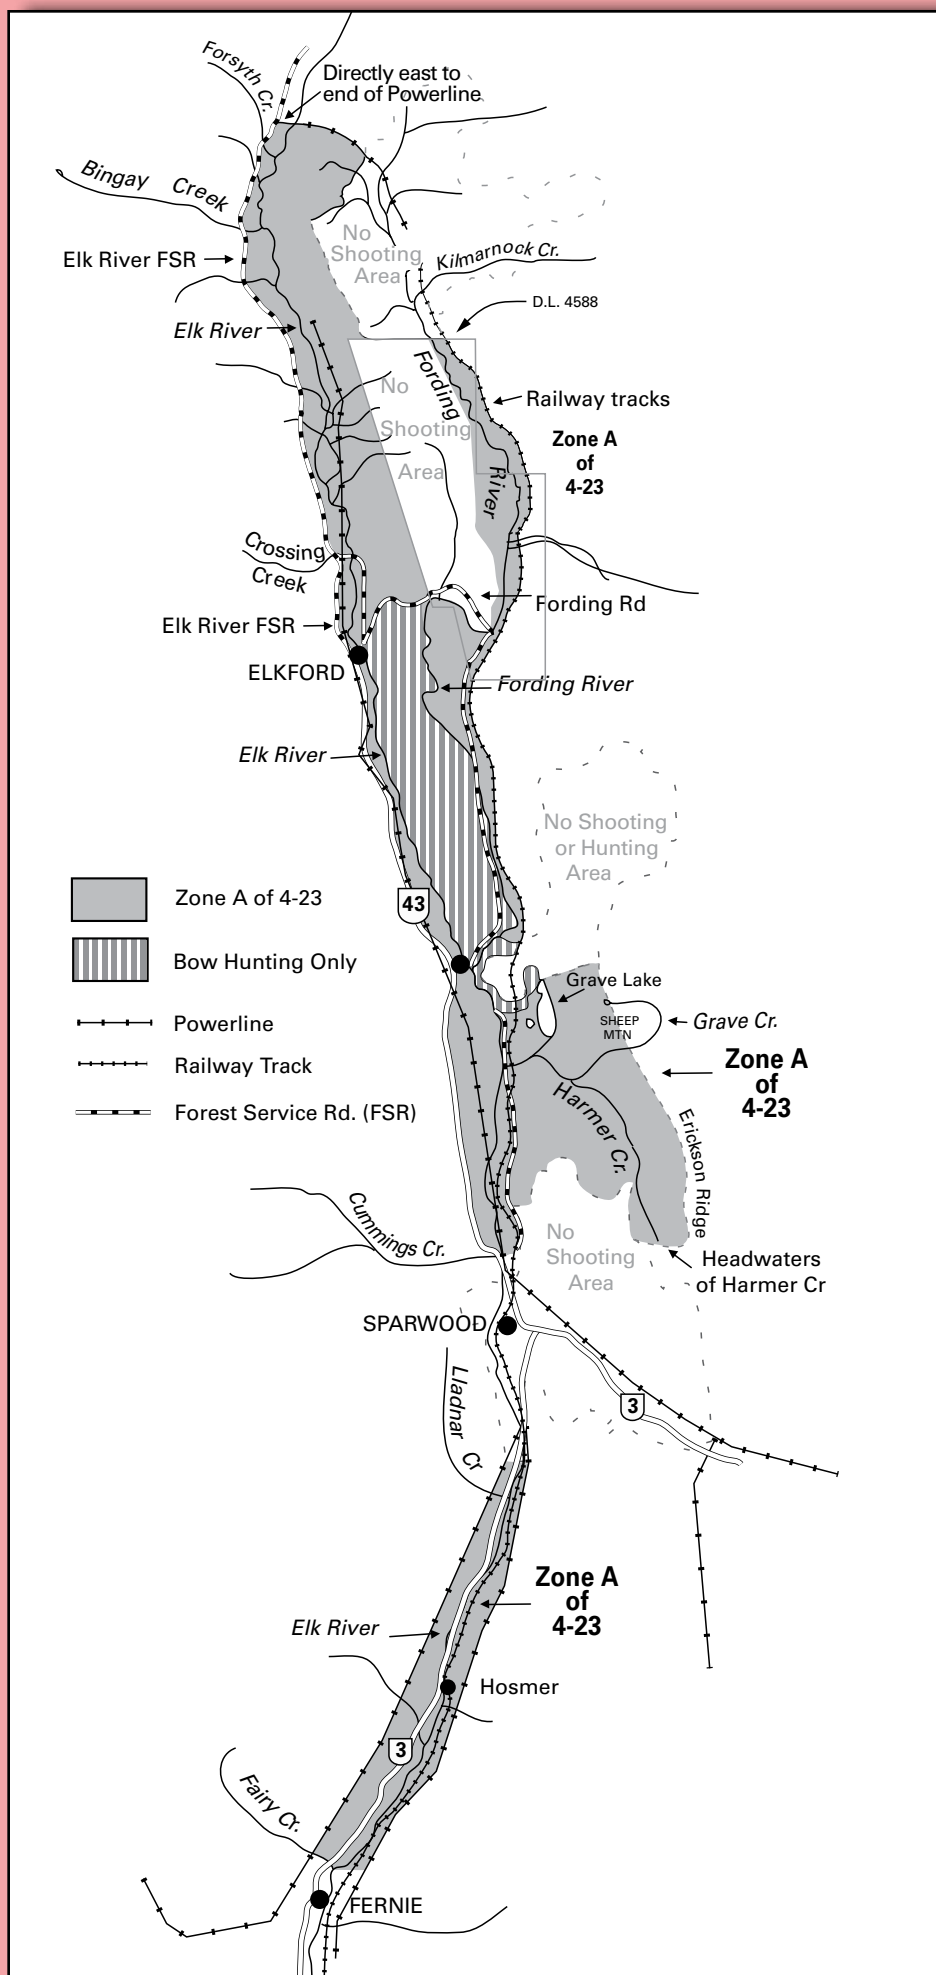 Forsyth Cr.
Directly east to
end of Powerline
Bingay Creek
No
Shooting
Area
Elk River FSR
Kilmarnock Cr.
D.L. 4588
Elk River
Fording
River
No
Shooting
Area
Railway tracks
Zone A
of
4-23
Crossing
Creek
Fording Rd
Elk River FSR
ELKFORD
Fording River
Elk River
No Shooting
or Hunting
Area
Zone A of 4-23
43
Bow Hunting Only
Grave Lake
SHEEP
MTN
Grave Cr.
Powerline
Zone A
of
4-23
Railway Track
Harmer Cr.
Forest Service Rd. (FSR)
Erickson Ridge
Cummings Cr.
No
Shooting
Area
Headwaters
of Harmer Cr
SPARWOOD
Lladnar Cr
3
Zone A
of
4-23
Elk River
Hosmer
3
Fairy Cr.
FERNIE